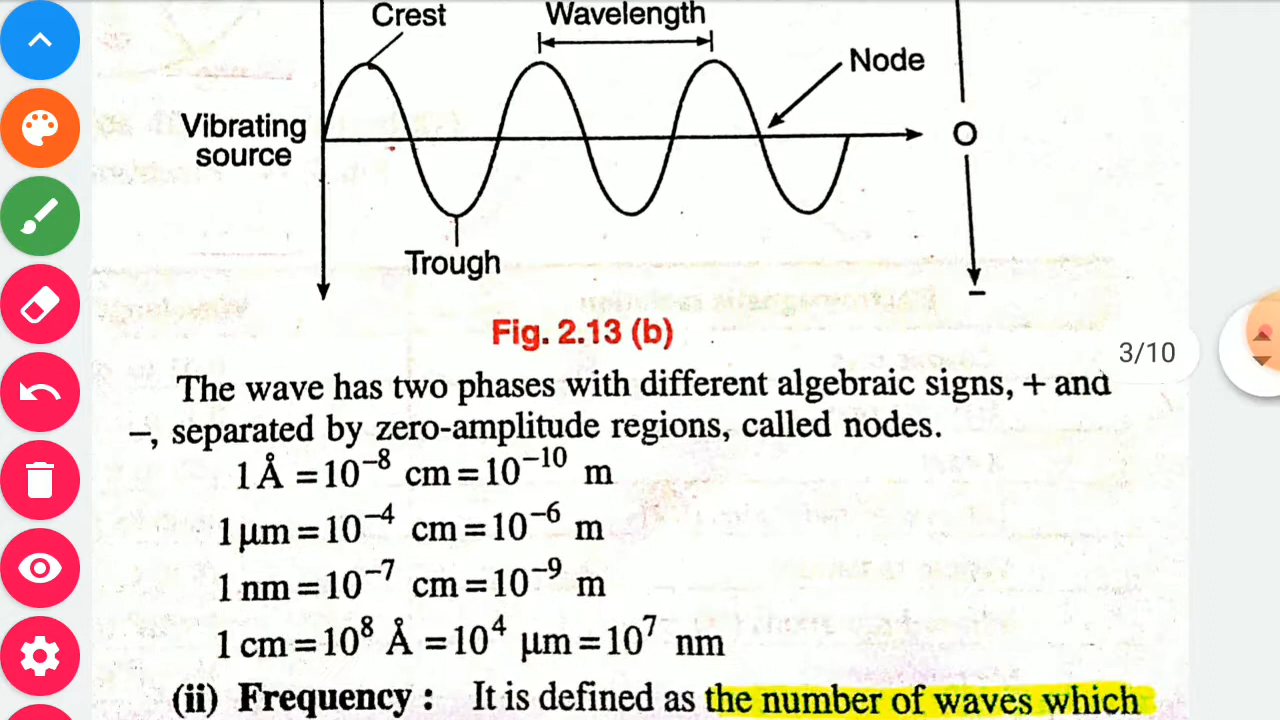 Crest
Wavelength
Node
Vibrating
source
O
Trough
–
Fig. 2.13 (b)
3/10
The wave has two phases with different algebraic signs, + and
–, separated by zero-amplitude regions, called nodes.
1 Å = 10⁻⁸ cm = 10⁻¹⁰ m
1 μm = 10⁻⁴ cm = 10⁻⁶ m
1 nm = 10⁻⁷ cm = 10⁻⁹ m
1 cm = 10⁸ Å = 10⁴ μm = 10⁷ nm
(ii) Frequency : It is defined as the number of waves which